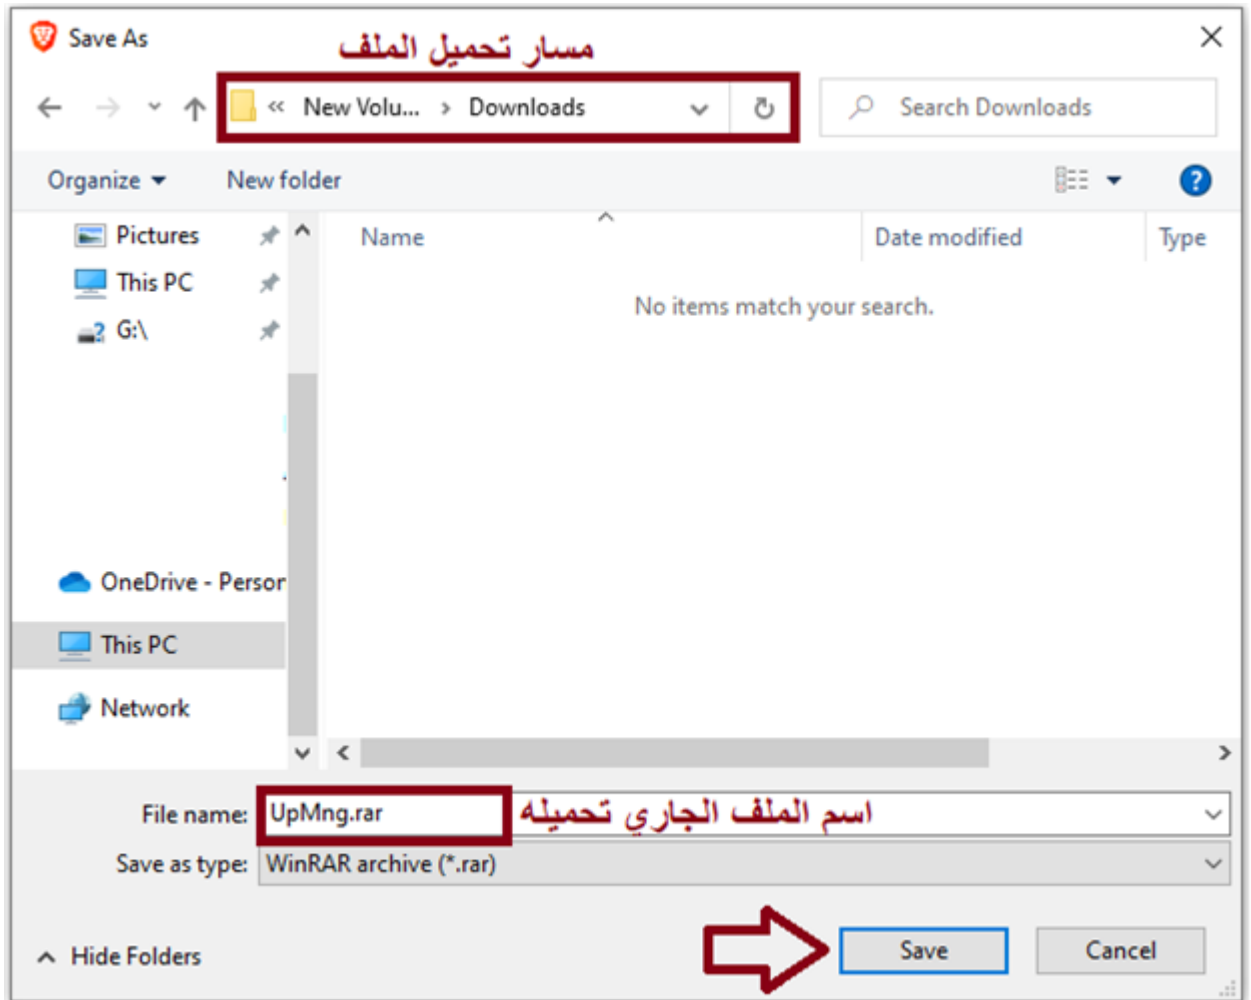 Save As
مسار تحميل الملف
« New Volu... › Downloads
Search Downloads
Organize
New folder
Pictures
Name
Date modified
Type
This PC
No items match your search.
G:\
OneDrive - Person
This PC
Network
File name: UpMng.rar
اسم الملف الجاري تحميله
Save as type: WinRAR archive (*.rar)
Hide Folders
Save
Cancel